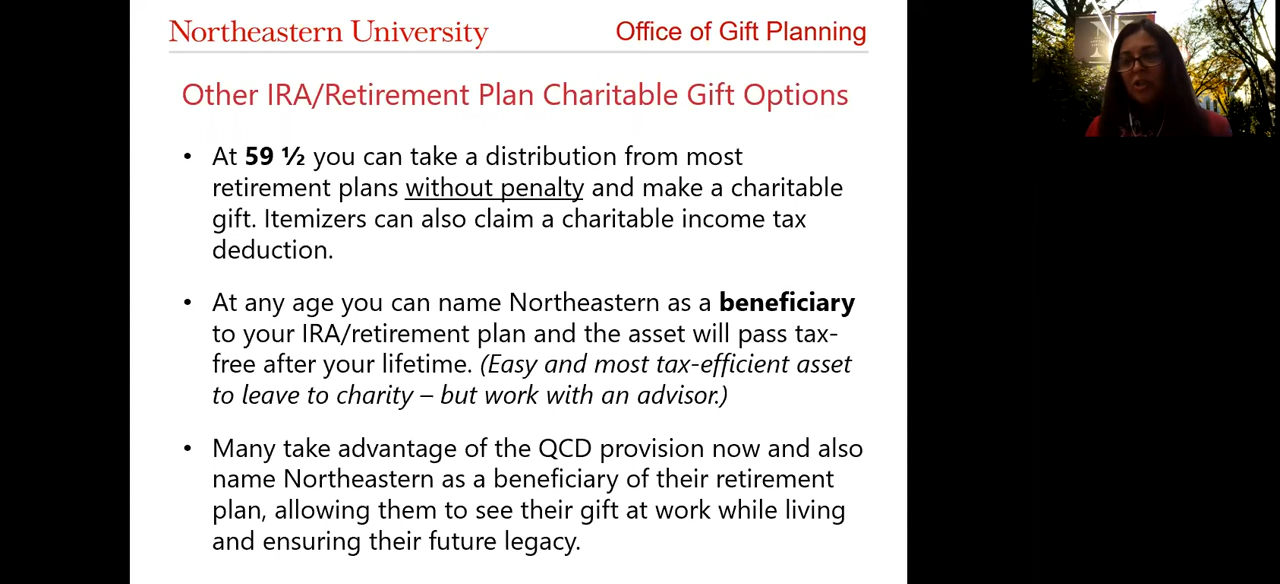 Northeastern University
Office of Gift Planning
Other IRA/Retirement Plan Charitable Gift Options
• At 59 ½ you can take a distribution from most
retirement plans without penalty and make a charitable
gift. Itemizers can also claim a charitable income tax
deduction.
• At any age you can name Northeastern as a beneficiary
to your IRA/retirement plan and the asset will pass tax-
free after your lifetime. (Easy and most tax-efficient asset
to leave to charity – but work with an advisor.)
• Many take advantage of the QCD provision now and also
name Northeastern as a beneficiary of their retirement
plan, allowing them to see their gift at work while living
and ensuring their future legacy.